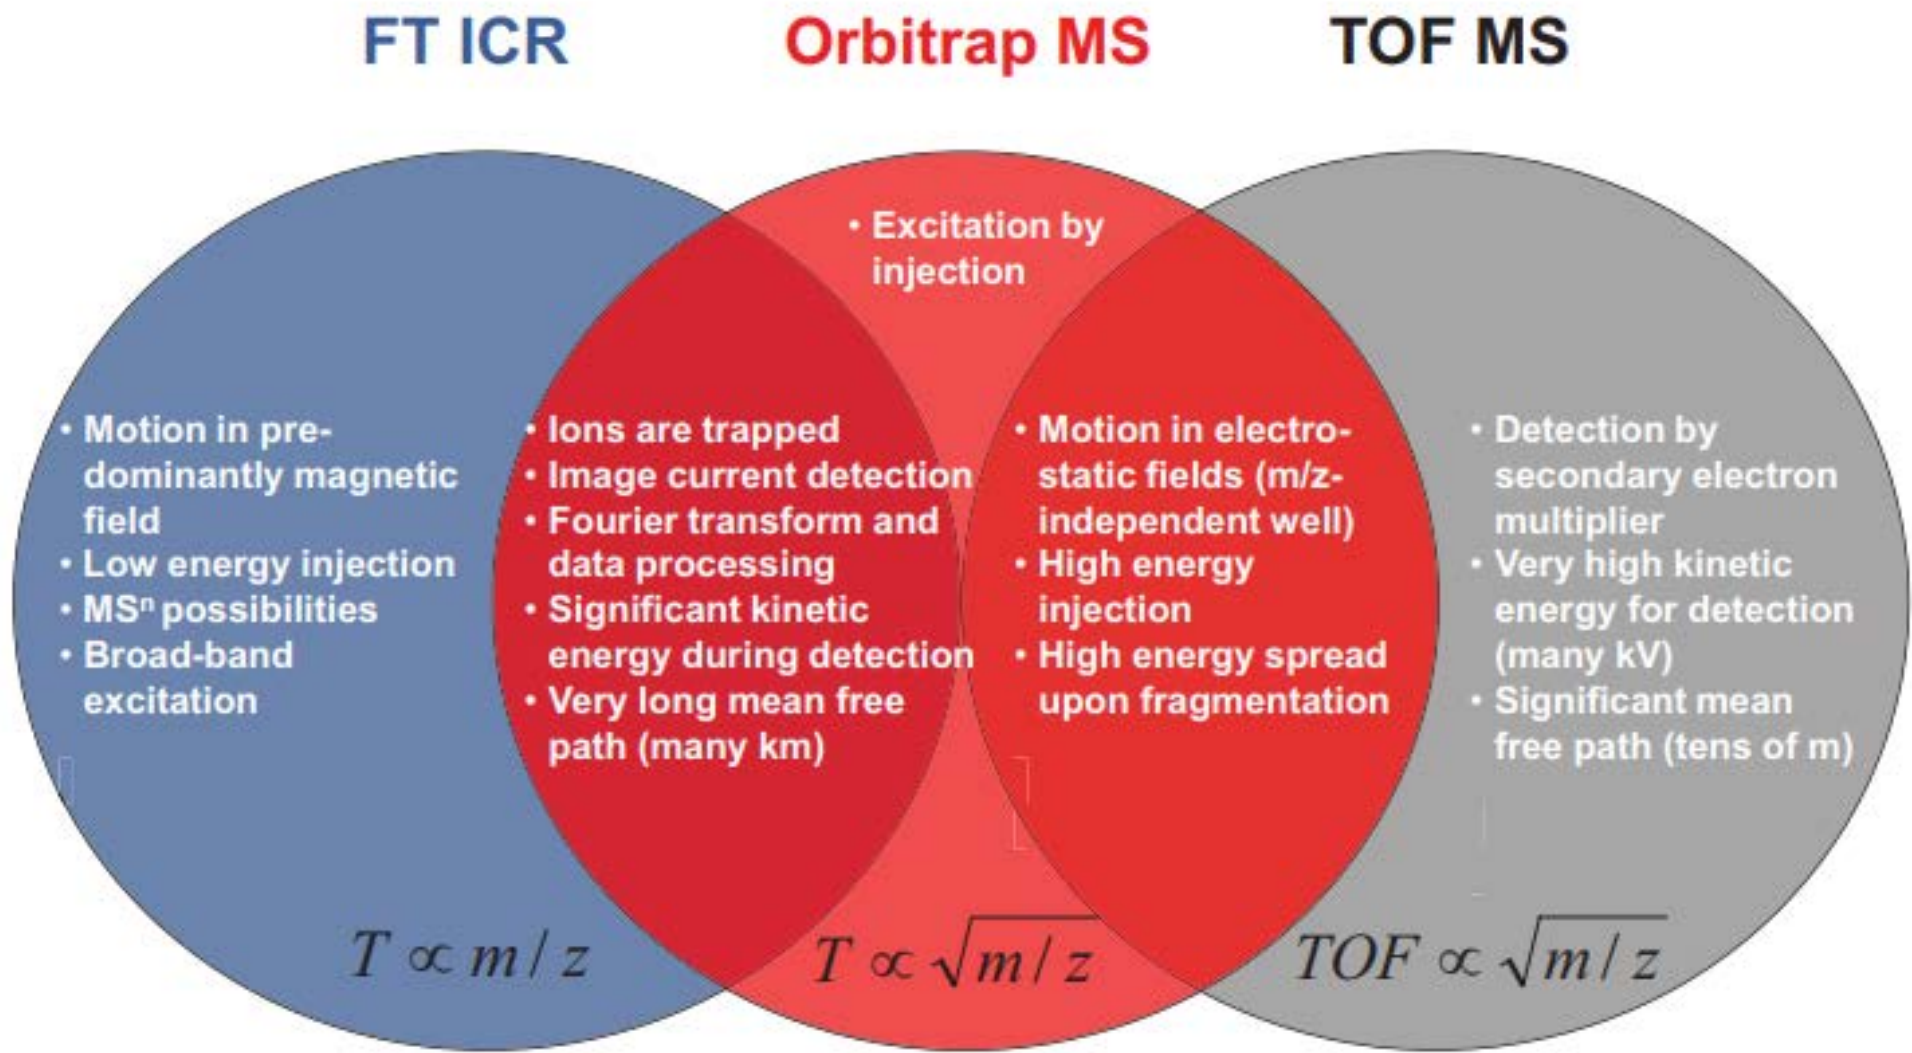 FT ICR
Orbitrap MS
TOF MS
• Excitation by
injection
• Motion in pre-
dominantly magnetic
field
• Low energy injection
• MSⁿ possibilities
• Broad-band
excitation
• Ions are trapped
• Image current detection
• Fourier transform and
data processing
• Significant kinetic
energy during detection
• Very long mean free
path (many km)
• Motion in electro-
static fields (m/z-
independent well)
• High energy
injection
• High energy spread
upon fragmentation
• Detection by
secondary electron
multiplier
• Very high kinetic
energy for detection
(many kV)
• Significant mean
free path (tens of m)
T ∝ m / z
T ∝ √m / z
TOF ∝ √m / z